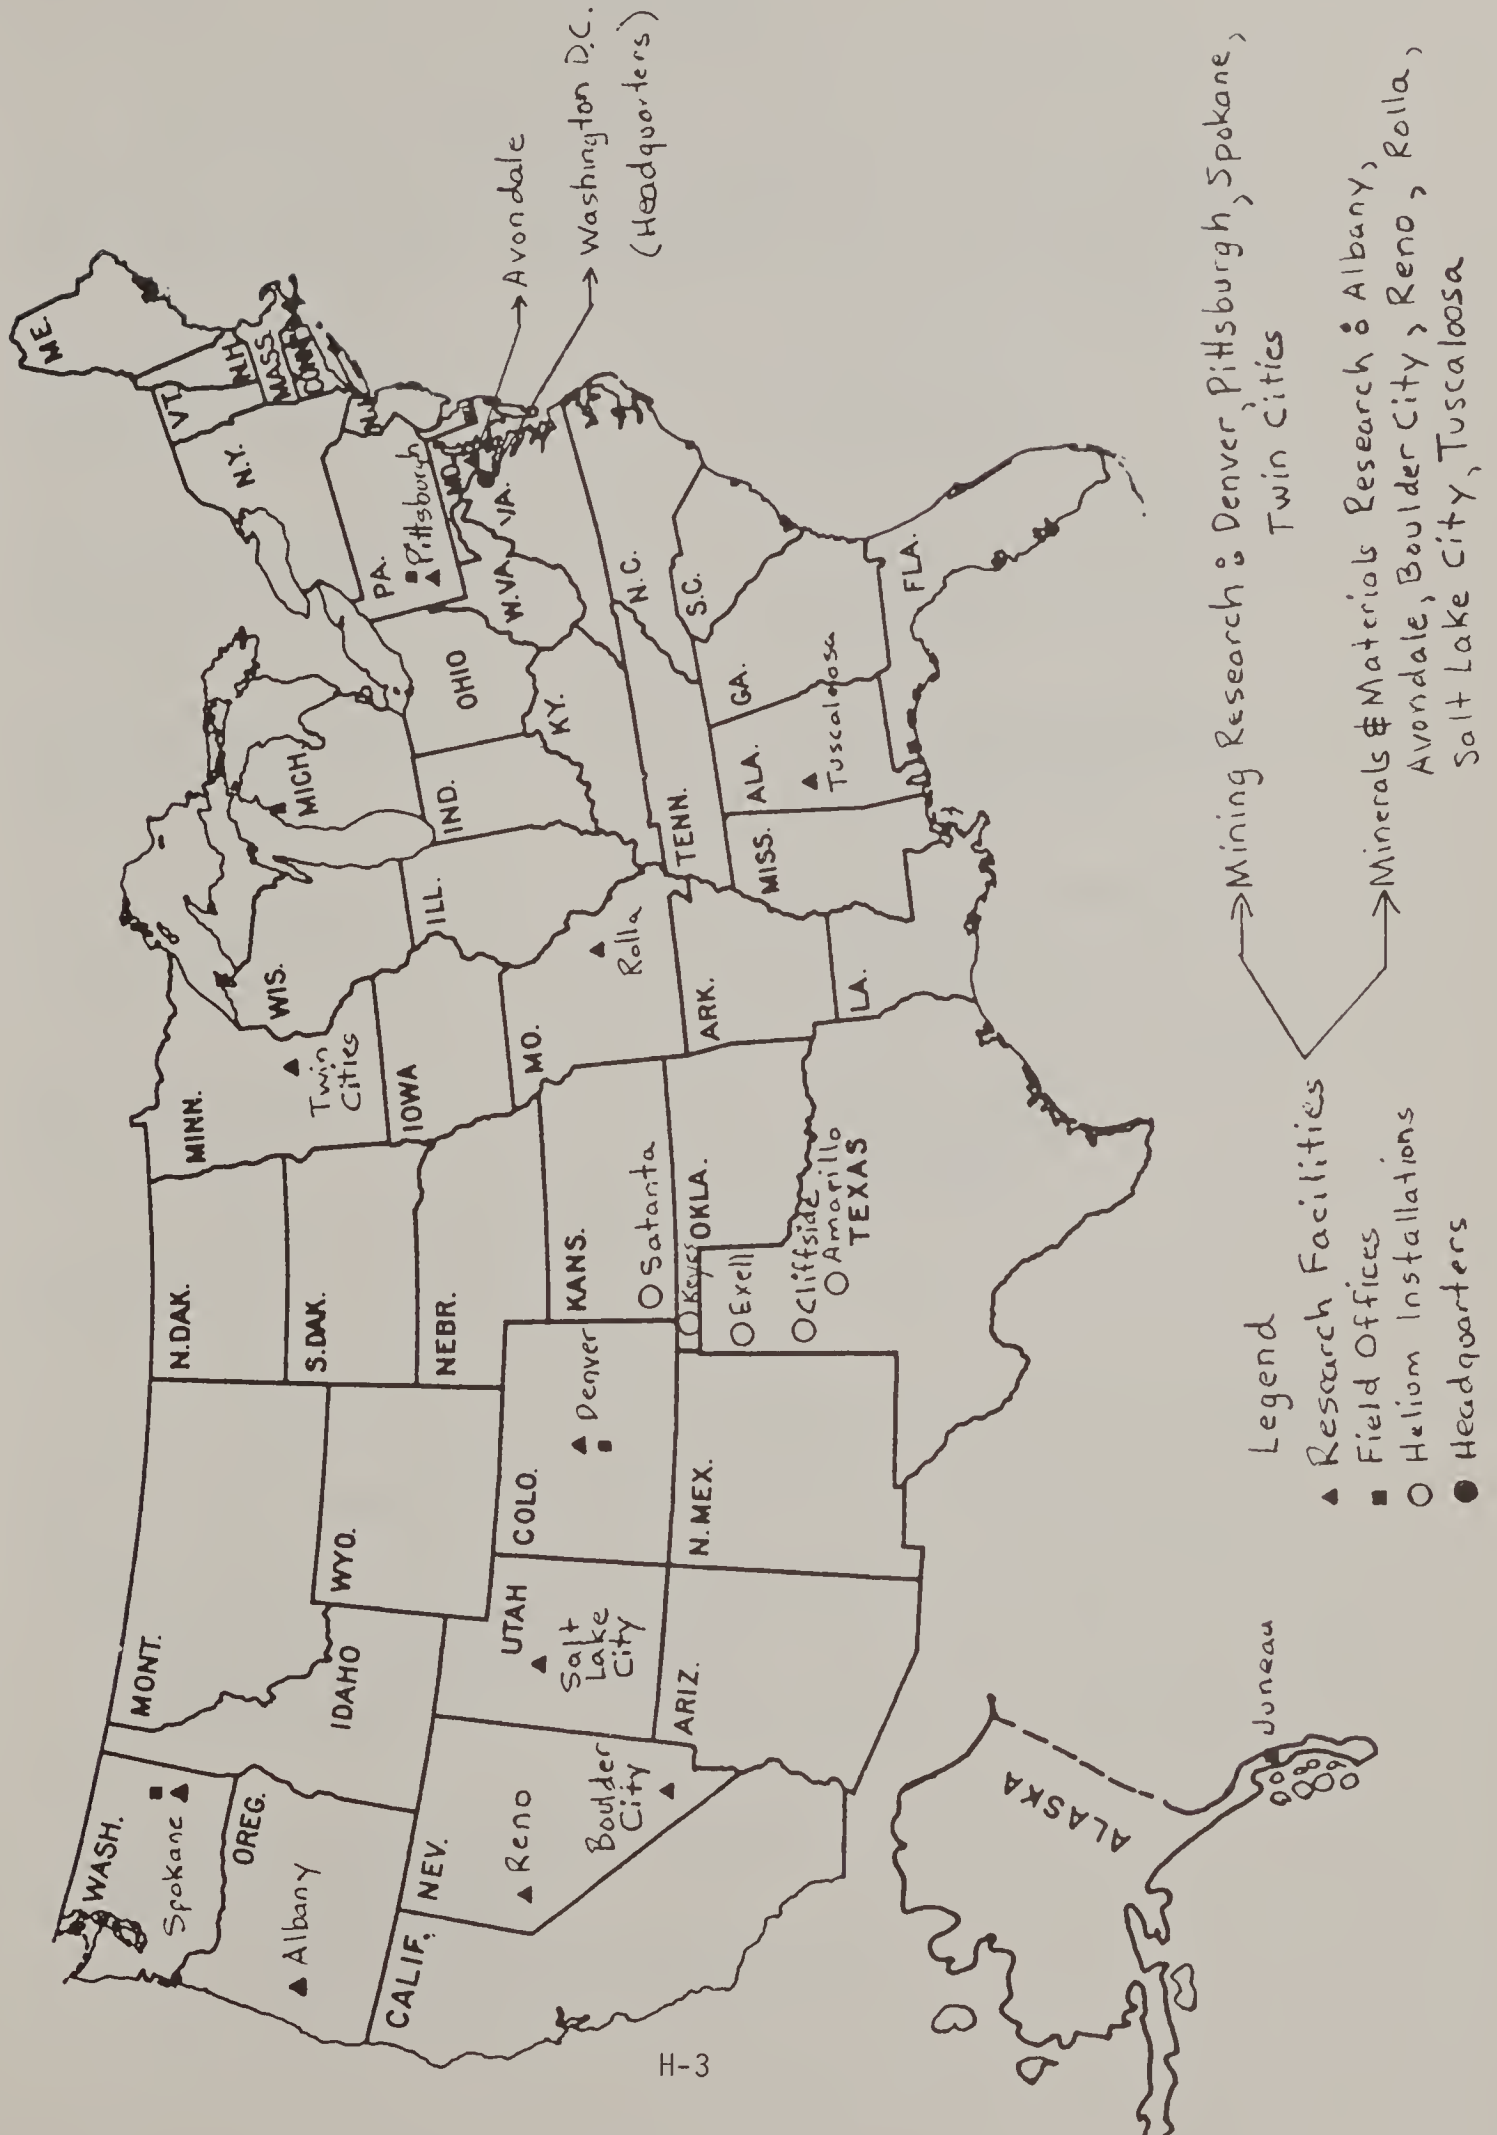 ME.
VT.
N.H.
MASS.
CONN.
N.Y.
N.J.
PA.
Pittsburgh
MD.
Avondale
Washington D.C.
(Headquarters)
W.VA.
VA.
N.C.
S.C.
GA.
FLA.
OHIO
KY.
TENN.
ALA.
Tuscaloosa
MISS.
MICH.
IND.
ILL.
WIS.
MINN.
Twin
Cities
IOWA
MO.
Rolla
ARK.
LA.
N.DAK.
S.DAK.
NEBR.
KANS.
Satanta
Keyes
OKLA.
Exell
Cliffside
Amarillo
TEXAS
MONT.
WYO.
COLO.
Denver
N.MEX.
IDAHO
UTAH
Salt
Lake
City
ARIZ.
WASH.
Spokane
OREG.
Albany
NEV.
Reno
Boulder
City
CALIF.
ALASKA
Juneau
Legend
Research Facilities
Field Offices
Helium Installations
Headquarters
Mining Research: Denver, Pittsburgh, Spokane,
Twin Cities
Minerals & Materials Research: Albany,
Avondale, Boulder City, Reno, Rolla,
Salt Lake City, Tuscaloosa
H-3